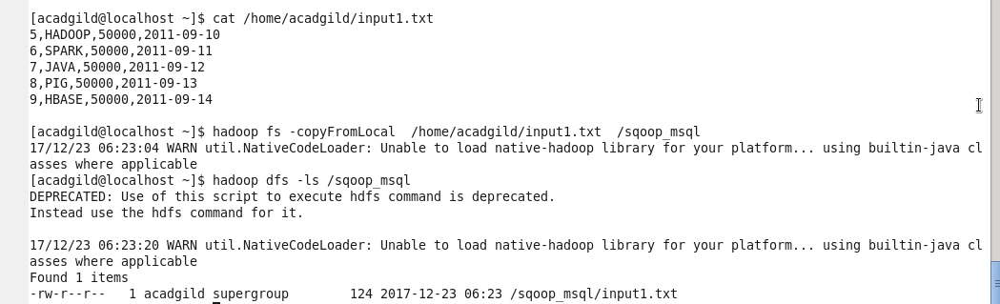 [acadgild@localhost ~]$ cat /home/acadgild/input1.txt
5,HADOOP,50000,2011-09-10
6,SPARK,50000,2011-09-11
7,JAVA,50000,2011-09-12
8,PIG,50000,2011-09-13
9,HBASE,50000,2011-09-14
[acadgild@localhost ~]$ hadoop fs -copyFromLocal  /home/acadgild/input1.txt  /sqoop_msql
17/12/23 06:23:04 WARN util.NativeCodeLoader: Unable to load native-hadoop library for your platform... using builtin-java cl
asses where applicable
[acadgild@localhost ~]$ hadoop dfs -ls /sqoop_msql
DEPRECATED: Use of this script to execute hdfs command is deprecated.
Instead use the hdfs command for it.
17/12/23 06:23:20 WARN util.NativeCodeLoader: Unable to load native-hadoop library for your platform... using builtin-java cl
asses where applicable
Found 1 items
-rw-r--r--   1 acadgild supergroup        124 2017-12-23 06:23 /sqoop_msql/input1.txt